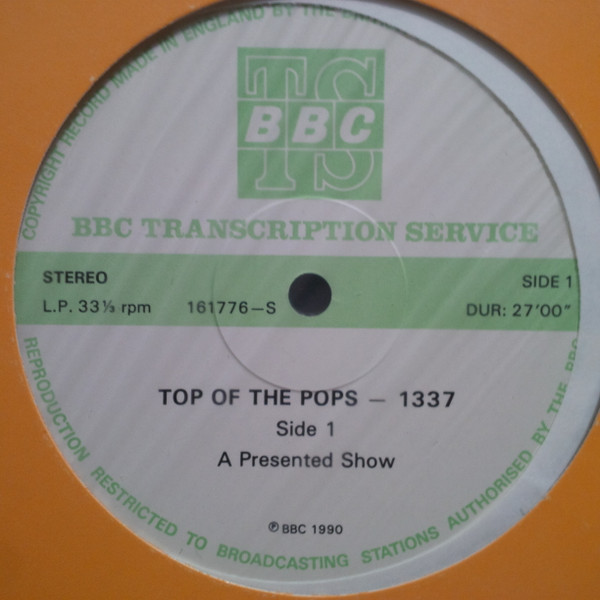 COPYRIGHT RECORD MADE IN ENGLAND BY THE
TS
BBC
BBC TRANSCRIPTION SERVICE
STEREO SIDE 1
L.P. 33⅓ rpm 161776–S DUR: 27'00"
TOP OF THE POPS — 1337
Side 1
A Presented Show
℗ BBC 1990
REPRODUCTION RESTRICTED TO BROADCASTING STATIONS AUTHORISED BY THE BBC